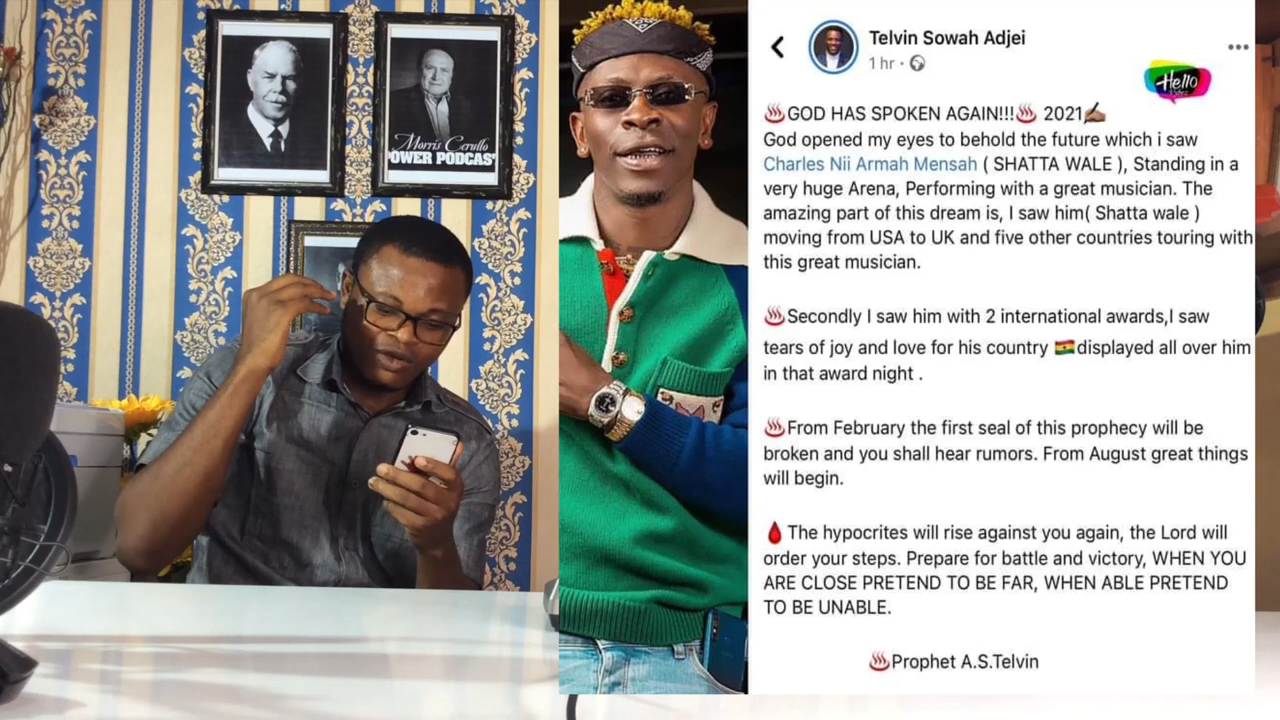 Morris Cerullo
POWER PODCAS
Telvin Sowah Adjei
1 hr ·
Hello
GOD HAS SPOKEN AGAIN!!! 2021
God opened my eyes to behold the future which i saw
Charles Nii Armah Mensah ( SHATTA WALE ), Standing in a
very huge Arena, Performing with a great musician. The
amazing part of this dream is, I saw him( Shatta wale )
moving from USA to UK and five other countries touring with
this great musician.
Secondly I saw him with 2 international awards,I saw
tears of joy and love for his country 🇬🇭displayed all over him
in that award night .
From February the first seal of this prophecy will be
broken and you shall hear rumors. From August great things
will begin.
The hypocrites will rise against you again, the Lord will
order your steps. Prepare for battle and victory, WHEN YOU
ARE CLOSE PRETEND TO BE FAR, WHEN ABLE PRETEND
TO BE UNABLE.
Prophet A.S.Telvin